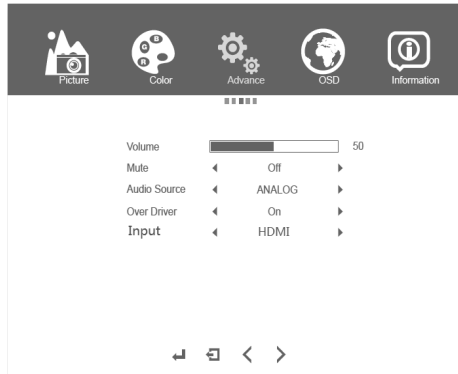 B
G
R
Picture Color Advance OSD Information
Volume 50
Mute Off
Audio Source ANALOG
Over Driver On
Input HDMI